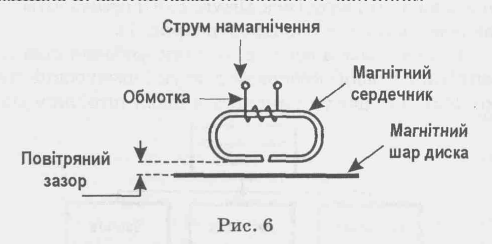 Струм намагнічення
Обмотка
Магнітний
сердечник
Магнітний
шар диска
Повітряний
зазор
Рис. 6